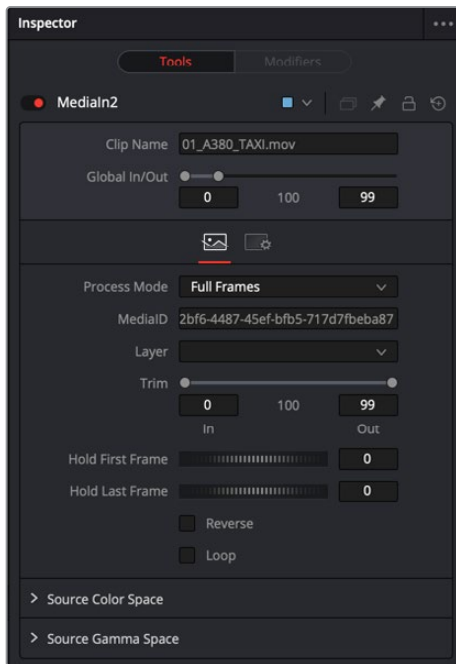 Inspector
Tools Modifiers
MediaIn2
Clip Name 01_A380_TAXI.mov
Global In/Out
0 100 99
Process Mode Full Frames
MediaID 2bf6-4487-45ef-bfb5-717d7fbeba87
Layer
Trim
0 100 99
In Out
Hold First Frame 0
Hold Last Frame 0
Reverse
Loop
Source Color Space
Source Gamma Space